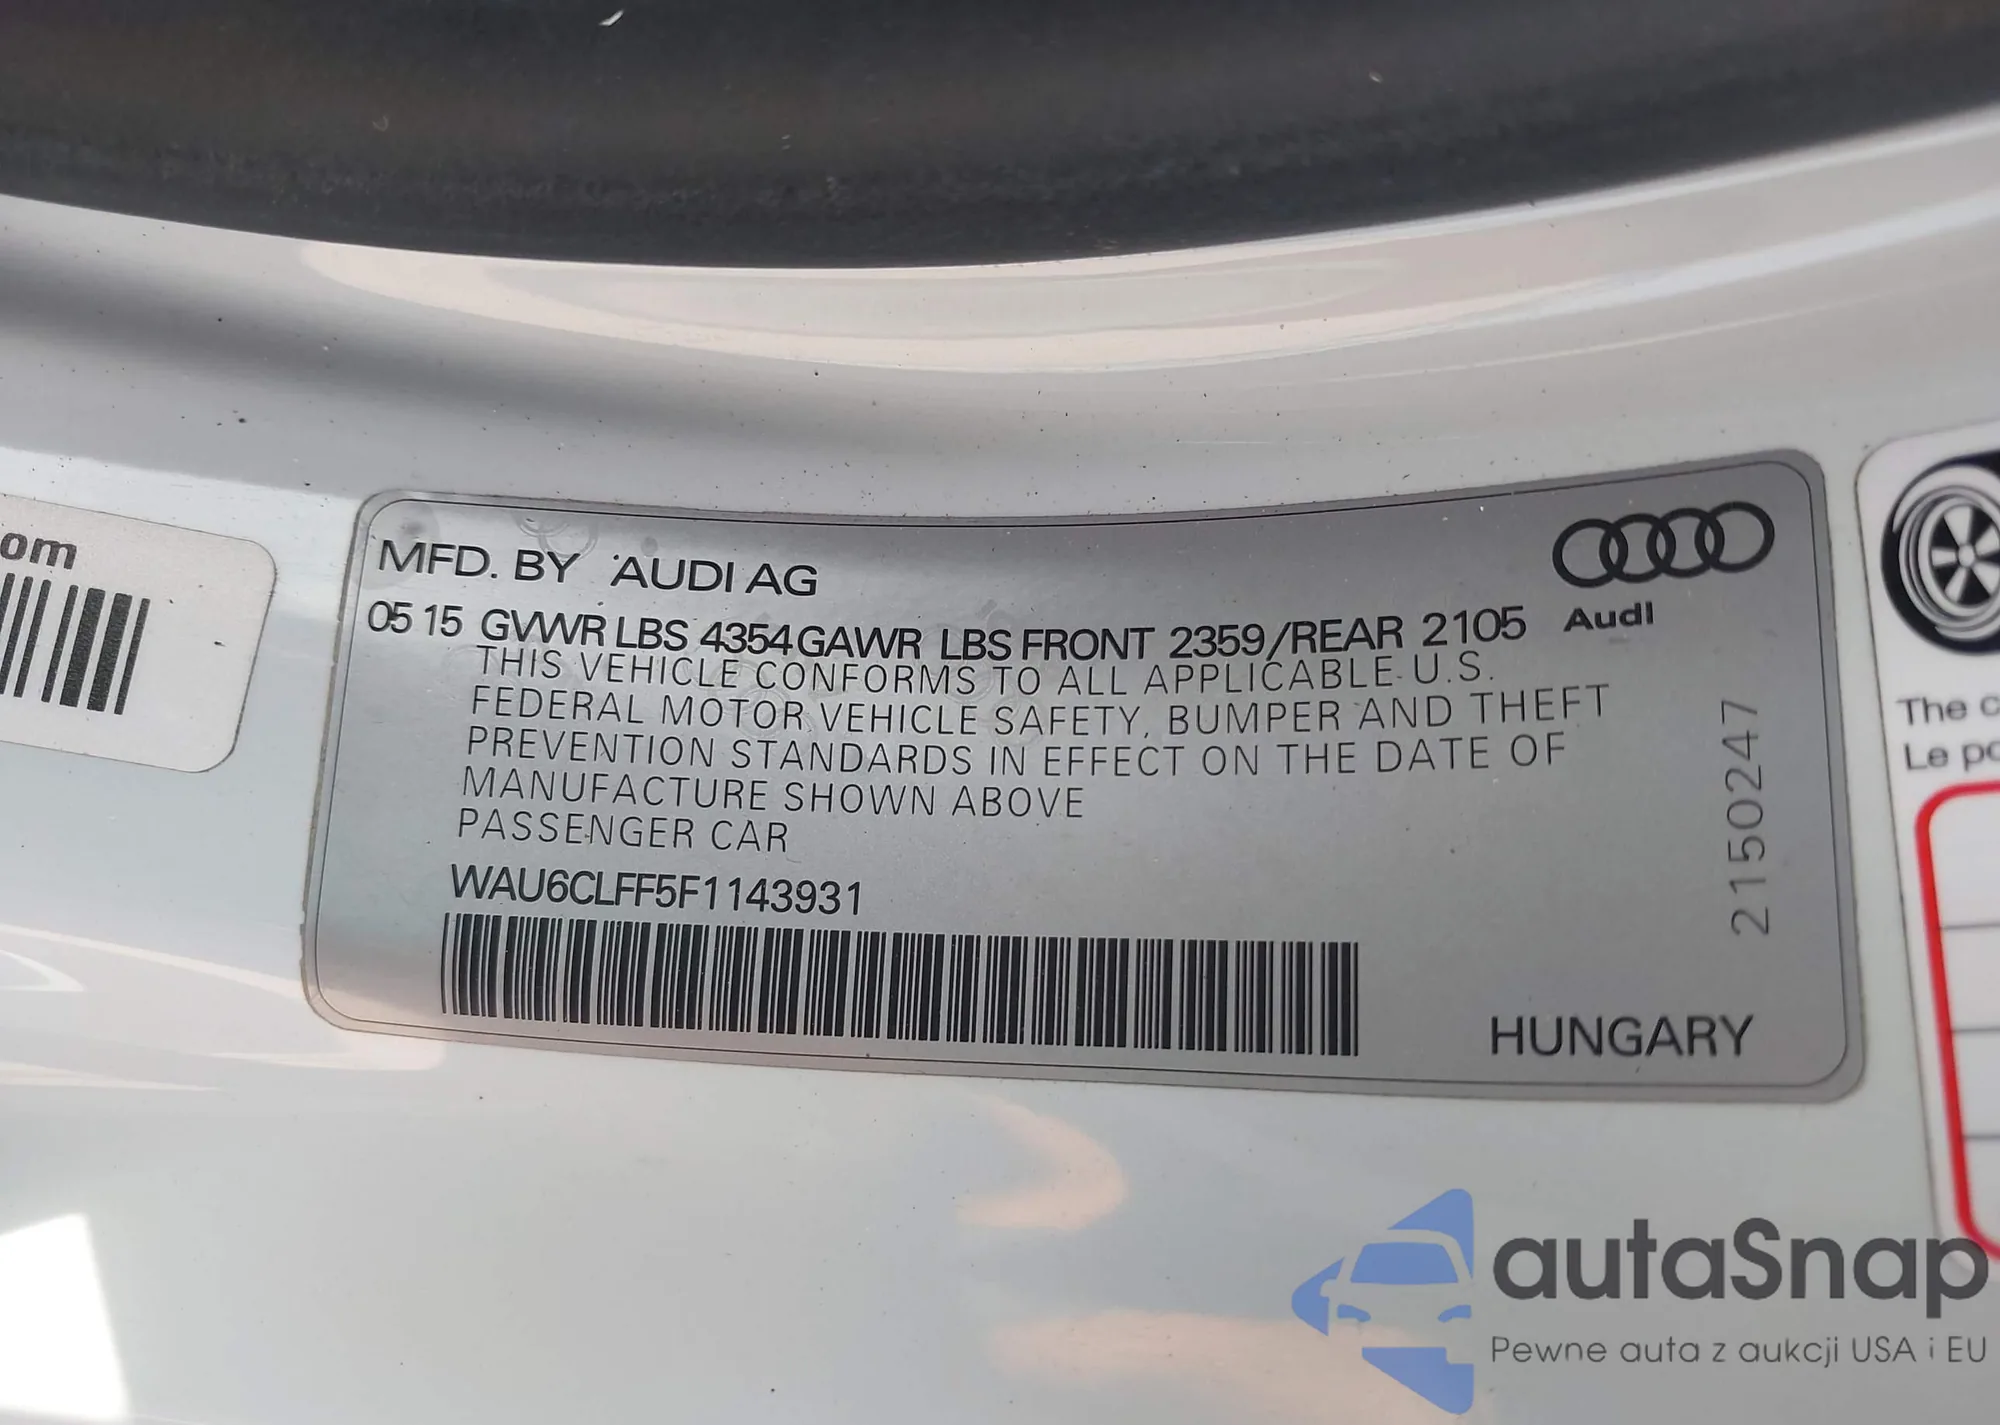 om
MFD. BY AUDI AG
05 15 GVWR LBS 4354 GAWR LBS FRONT 2359/REAR 2105
Audi
THIS VEHICLE CONFORMS TO ALL APPLICABLE U.S.
FEDERAL MOTOR VEHICLE SAFETY, BUMPER AND THEFT
PREVENTION STANDARDS IN EFFECT ON THE DATE OF
MANUFACTURE SHOWN ABOVE
PASSENGER CAR
WAU6CLFF5F1143931
HUNGARY
2150247
The c
Le po
autaSnap
Pewne auta z aukcji USA i EU